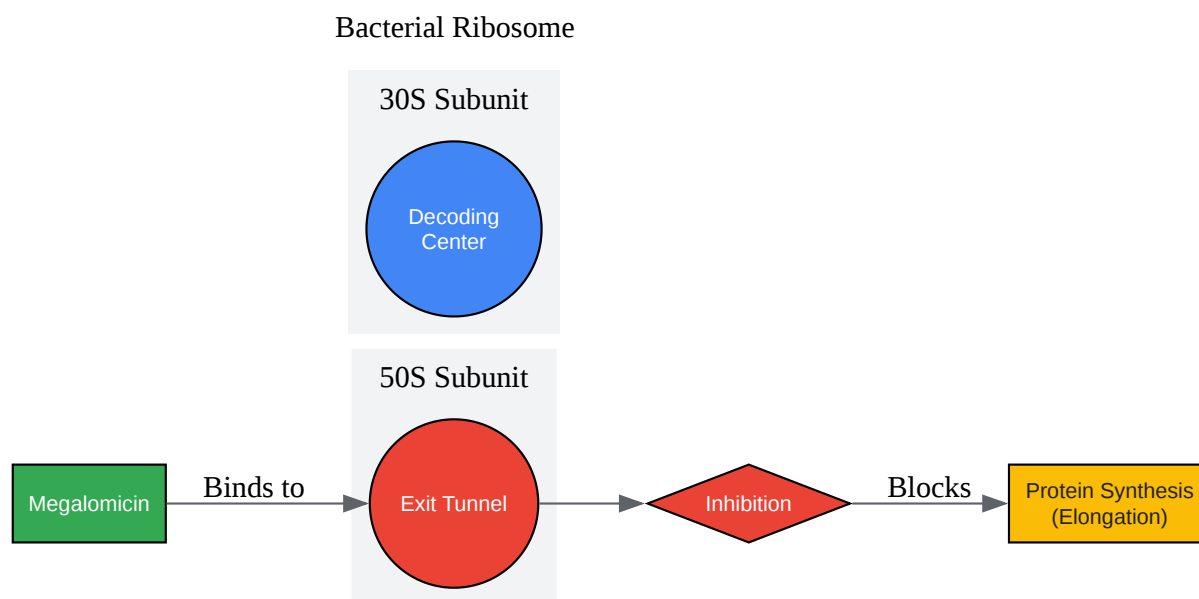 Bacterial Ribosome
30S Subunit
Decoding
Center
50S Subunit
Megalomicin
Binds to
Exit Tunnel
Inhibition
Blocks
Protein Synthesis
(Elongation)